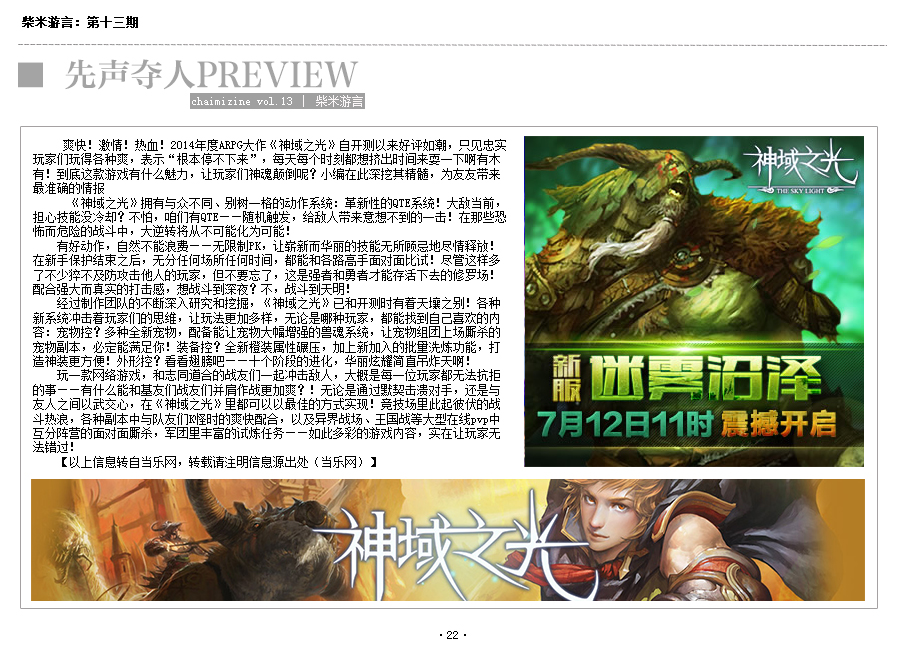 柴米游言：第十三期
先声夺人PREVIEW
chaimizine vol.13 | 柴米游言
爽快！激情！热血！2014年度ARPG大作《神域之光》自开测以来好评如潮，只见忠实
玩家们玩得各种爽，表示“根本停不下来”，每天每个时刻都想挤出时间来耍一下啊有木
有！到底这款游戏有什么魅力，让玩家们神魂颠倒呢？小编在此深挖其精髓，为友友带来
最准确的情报
《神域之光》拥有与众不同、别树一格的动作系统：革新性的QTE系统！大敌当前，
担心技能没冷却？不怕，咱们有QTE——随机触发，给敌人带来意想不到的一击！在那些恐
怖而危险的战斗中，大逆转将从不可能化为可能！
有好动作，自然不能浪费——无限制PK，让崭新而华丽的技能无所顾忌地尽情释放！
在新手保护结束之后，无分任何场所任何时间，都能和各路高手面对面比试！尽管这样多
了不少猝不及防攻击他人的玩家，但不要忘了，这是强者和勇者才能存活下去的修罗场！
配合强大而真实的打击感，想战斗到深夜？不，战斗到天明！
经过制作团队的不断深入研究和挖掘，《神域之光》已和开测时有着天壤之别！各种
新系统冲击着玩家们的思维，让玩法更加多样，无论是哪种玩家，都能找到自己喜欢的内
容：宠物控？多种全新宠物，配备能让宠物大幅增强的兽魂系统，让宠物组团上场厮杀的
宠物副本，必定能满足你！装备控？全新橙装属性碾压，加上新加入的批量洗炼功能，打
造神装更方便！外形控？看看翅膀吧——十个阶段的进化，华丽炫耀简直吊炸天啊！
玩一款网络游戏，和志同道合的战友们一起冲击敌人，大概是每一位玩家都无法抗拒
的事——有什么能和基友们战友们并肩作战更加爽？！无论是通过默契击溃对手，还是与
友人之间以武交心，在《神域之光》里都可以以最佳的方式实现！竞技场里此起彼伏的战
斗热浪，各种副本中与队友们B怪时的爽快配合，以及异界战场、王国战等大型在线pvp中
互分阵营的面对面厮杀，军团里丰富的试炼任务——如此多彩的游戏内容，实在让玩家无
法错过！
【以上信息转自当乐网，转载请注明信息源出处（当乐网）】
神域之光
THE SKY LIGHT
新服 迷雾沼泽
7月12日11时 震撼开启
神域之光
·22·